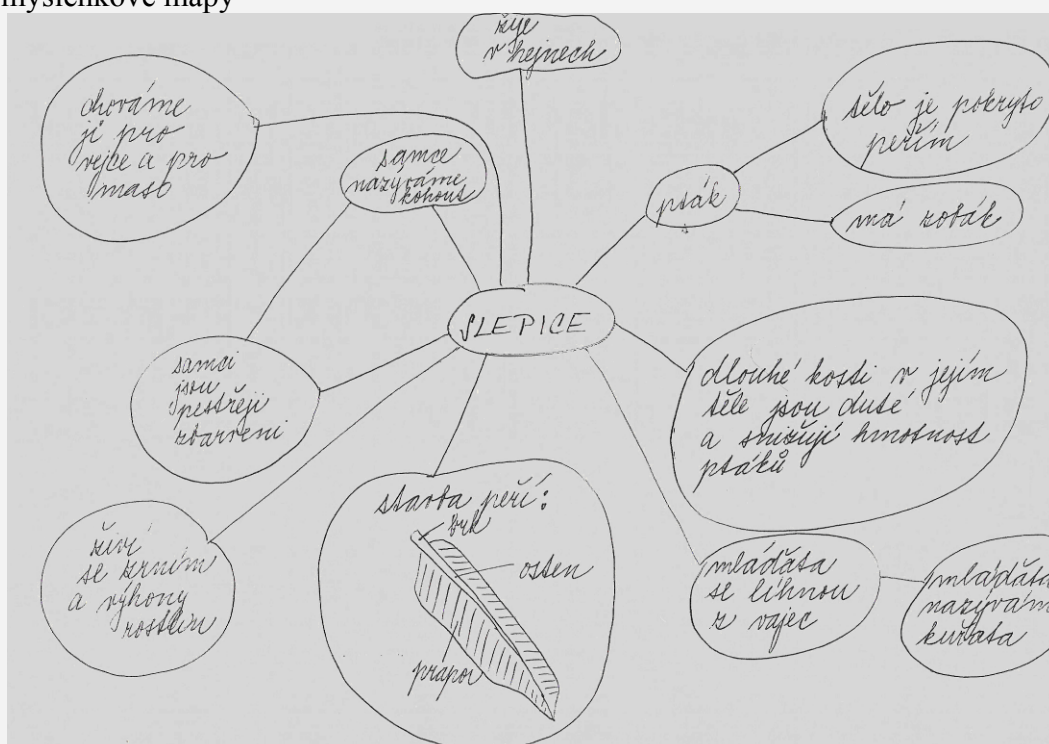 myšlenkové mapy
žije
v hejnech
chováme
ji pro
vejce a pro
maso
samce
nazýváme
kohout
pták
tělo je pokryto
peřím
má zobák
SLEPICE
samci
jsou
pestřeji
zbarveni
dlouhé kosti v jejím
těle jsou duté
a snižují hmotnost
ptáků
živí
se zrním
a výhony
rostlin
stavba peří:
brk
osten
prapor
mláďata
se líhnou
z vajec
mláďata
nazývám
kuřata